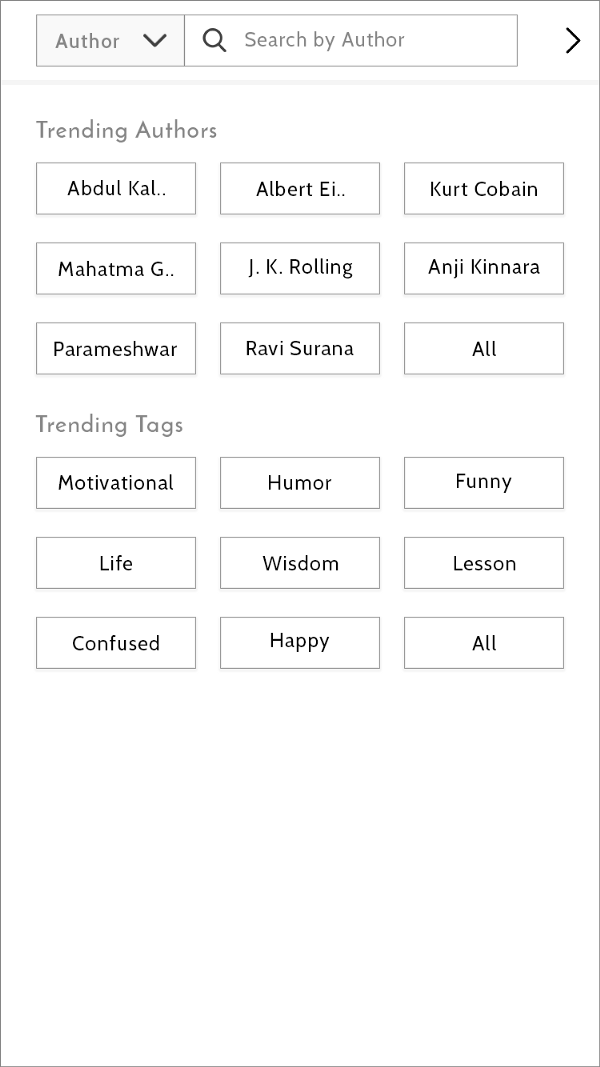 Author Search by Author
Trending Authors
Abdul Kal.. Albert Ei.. Kurt Cobain
Mahatma G.. J. K. Rolling Anji Kinnara
Parameshwar Ravi Surana All
Trending Tags
Motivational Humor Funny
Life Wisdom Lesson
Confused Happy All